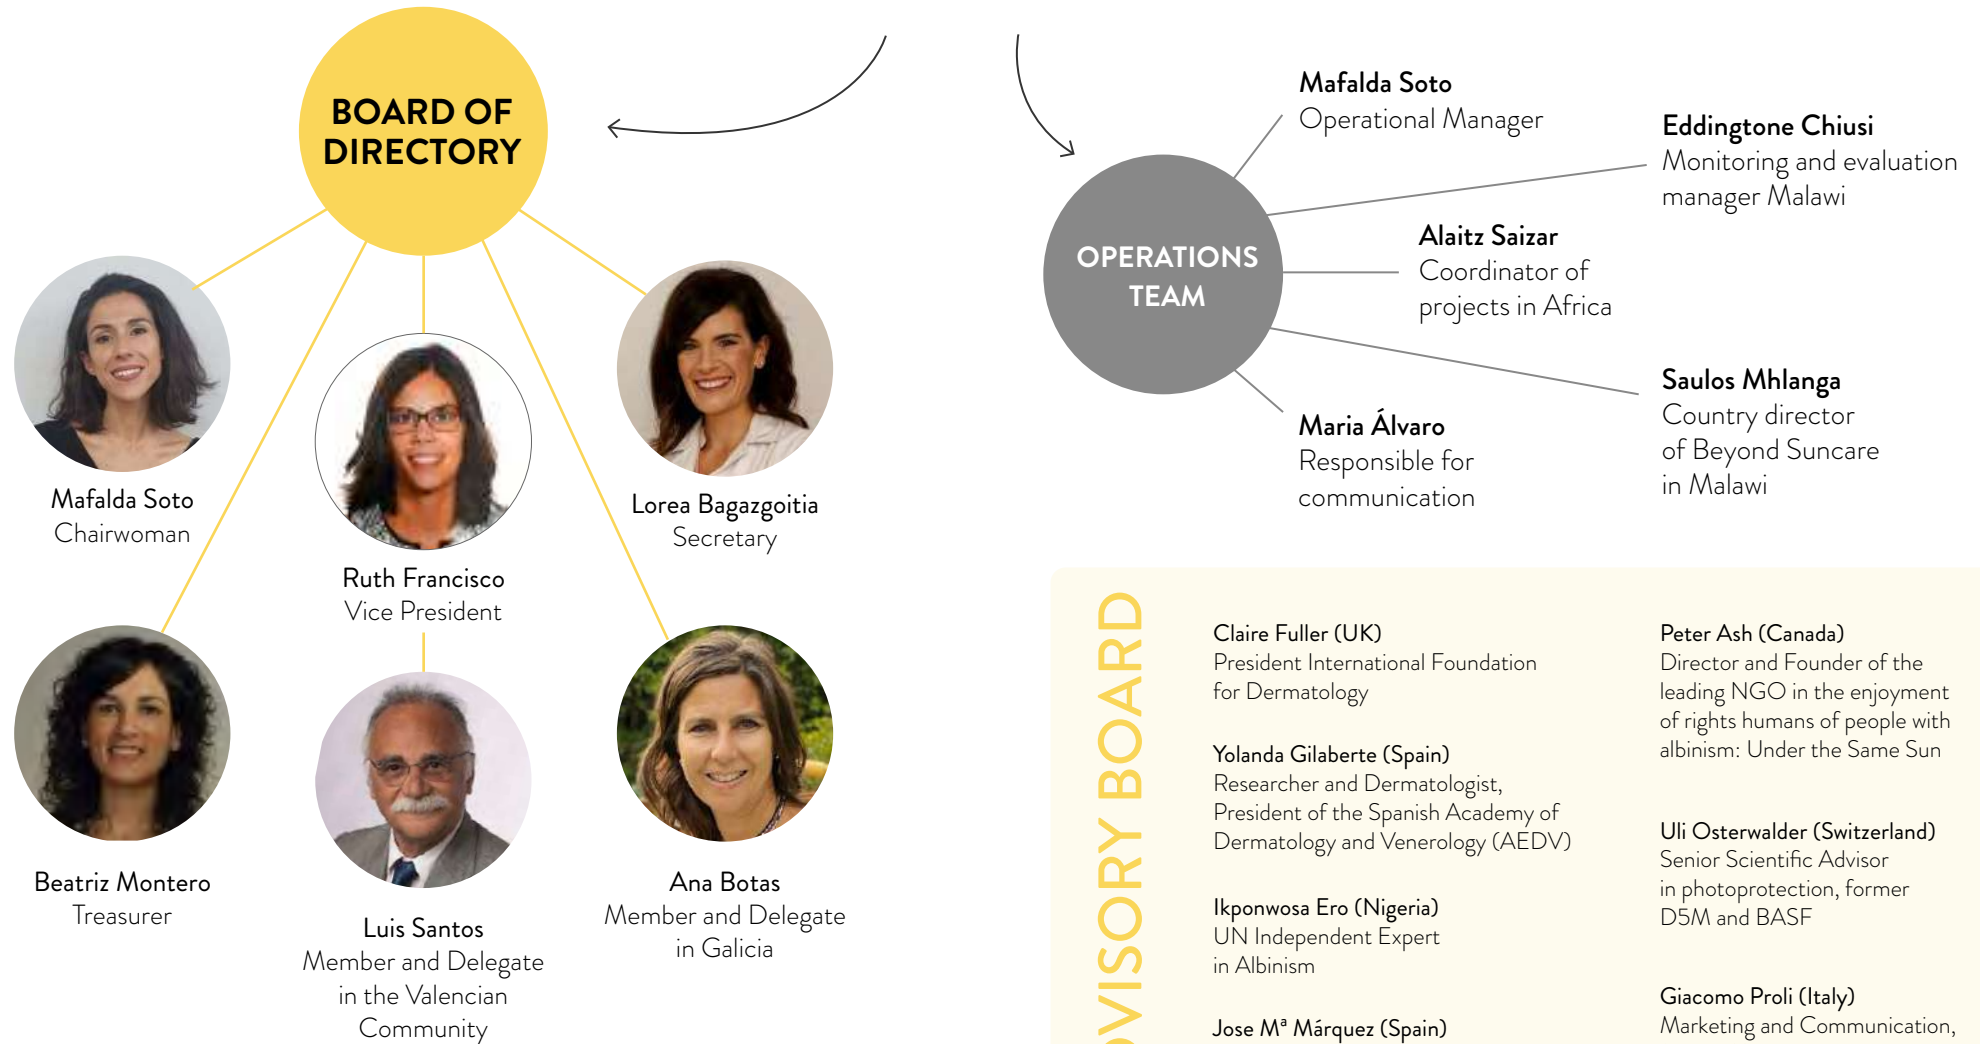 BOARD OF
DIRECTORY
Mafalda Soto
Chairwoman
Ruth Francisco
Vice President
Lorea Bagazgoitia
Secretary
Beatriz Montero
Treasurer
Luis Santos
Member and Delegate
in the Valencian
Community
Ana Botas
Member and Delegate
in Galicia
OPERATIONS
TEAM
Mafalda Soto
Operational Manager
Eddingtone Chiusi
Monitoring and evaluation
manager Malawi
Alaitz Saizar
Coordinator of
projects in Africa
Saulos Mhlanga
Country director
of Beyond Suncare
in Malawi
Maria Álvaro
Responsible for
communication
VISORY BOARD
Claire Fuller (UK)
President International Foundation
for Dermatology
Yolanda Gilaberte (Spain)
Researcher and Dermatologist,
President of the Spanish Academy of
Dermatology and Venerology (AEDV)
Ikponwosa Ero (Nigeria)
UN Independent Expert
in Albinism
Jose Mª Márquez (Spain)
Peter Ash (Canada)
Director and Founder of the
leading NGO in the enjoyment
of rights humans of people with
albinism: Under the Same Sun
Uli Osterwalder (Switzerland)
Senior Scientific Advisor
in photoprotection, former
D5M and BASF
Giacomo Proli (Italy)
Marketing and Communication,